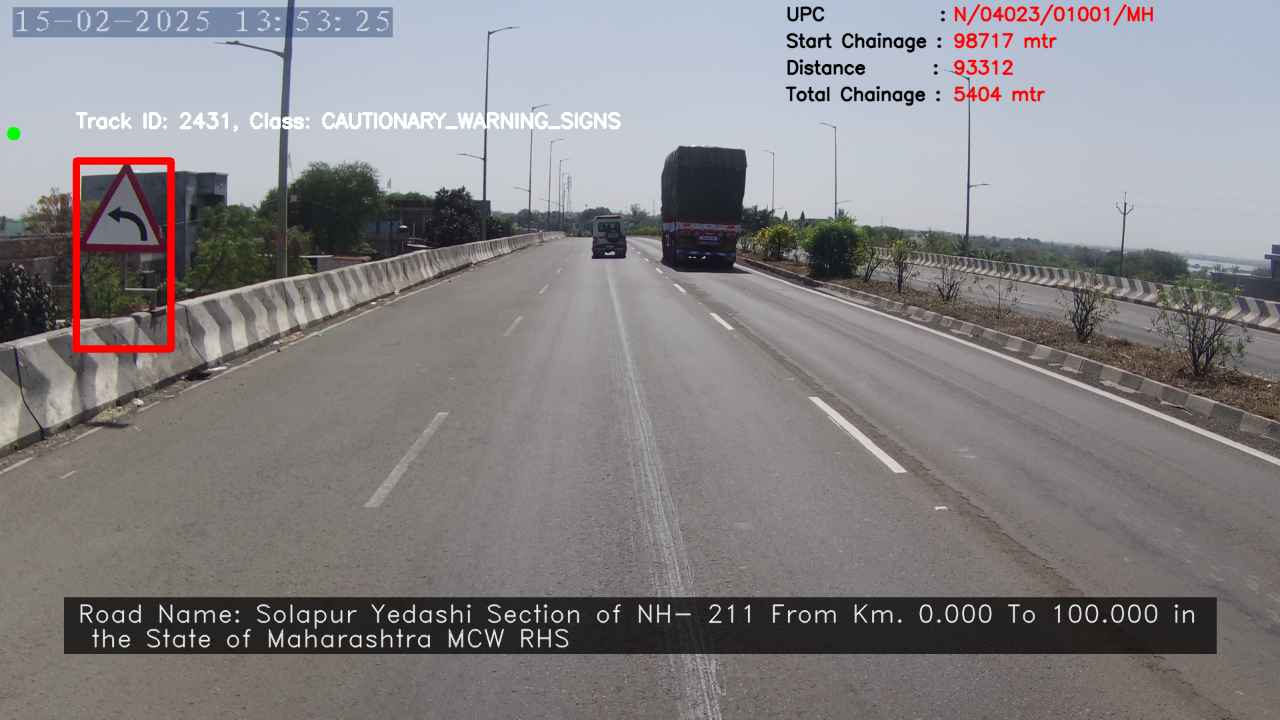 15-02-2025 13:53:25
UPC : N/04023/01001/MH
Start Chainage : 98717 mtr
Distance : 93312
Total Chainage : 5404 mtr
Track ID: 2431, Class: CAUTIONARY_WARNING_SIGNS
Road Name: Solapur Yedashi Section of NH- 211 From Km. 0.000 To 100.000 in
the State of Maharashtra MCW RHS